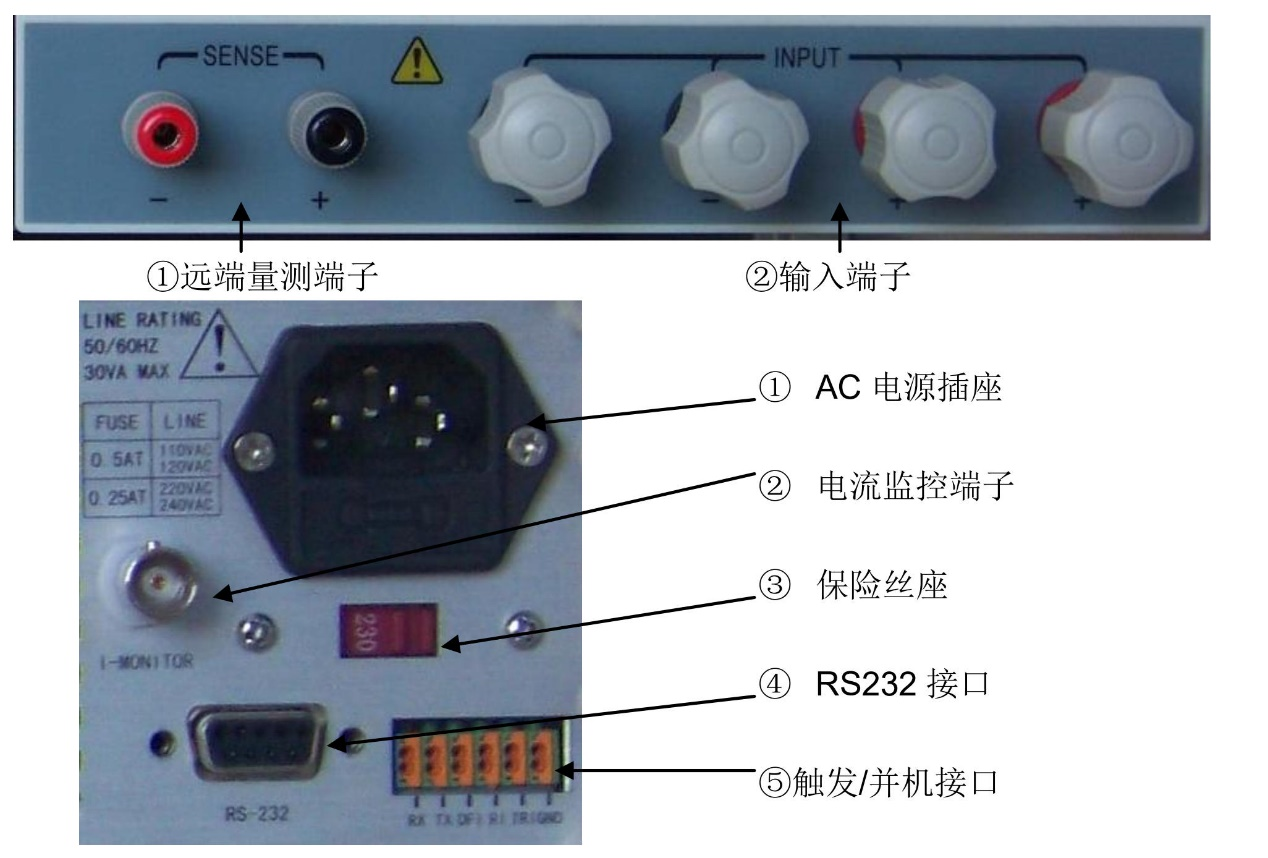 SENSE
INPUT
− + − − + +
①远端量测端子
②输入端子
LINE RATING
50/60HZ
30VA MAX
FUSE LINE
0.5AT 110VAC
120VAC
0.25AT 220VAC
240VAC
① AC 电源插座
② 电流监控端子
③ 保险丝座
230
I-MONITOR
④ RS232 接口
⑤触发/并机接口
RS-232
RX TX DFI RI TRIGND